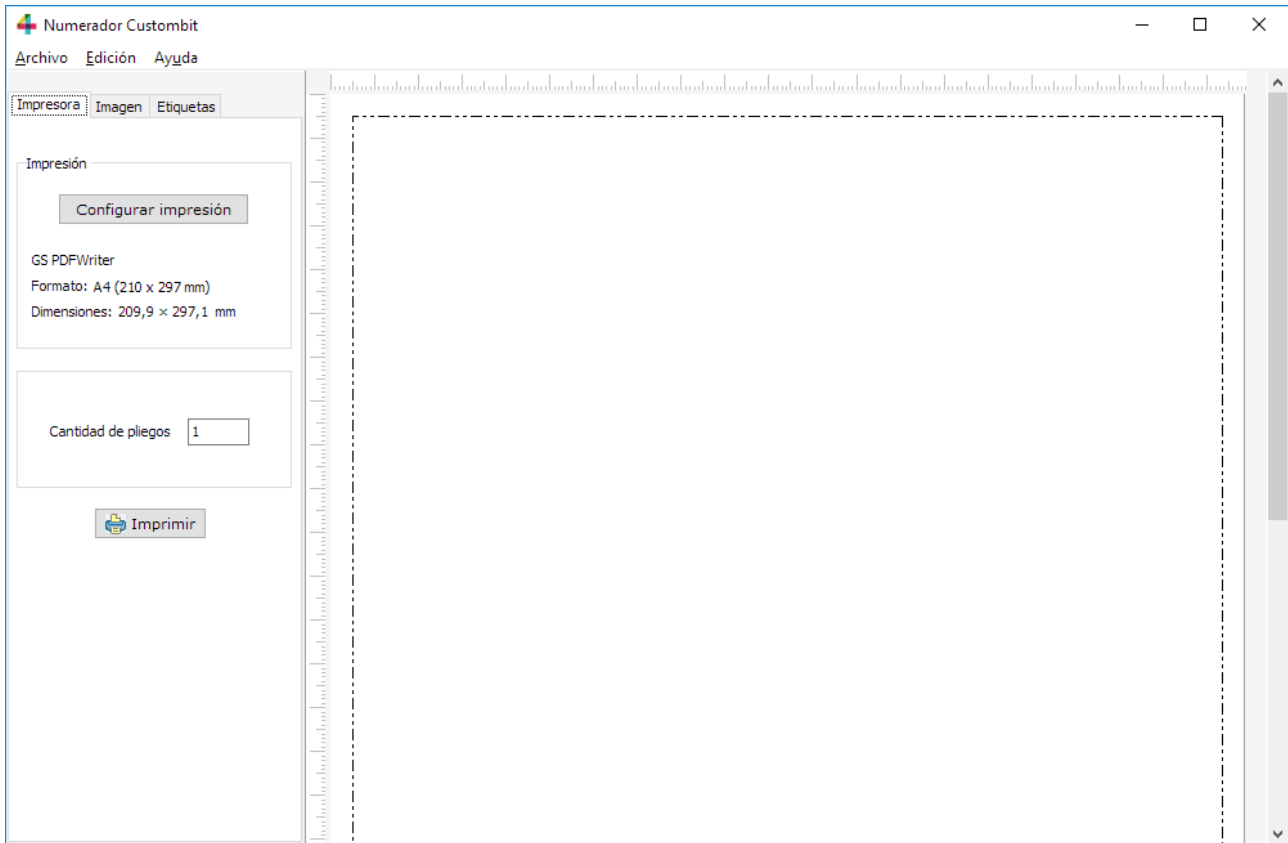 Numerador Custombit
Archivo Edición Ayuda
Impresora Imagen Etiquetas
Impresión
Configurar impresión
GS PDFWriter
Formato: A4 (210 x 297 mm)
Dimensiones: 209,9 × 297,1 mm
Cantidad de pliegos 1
Imprimir